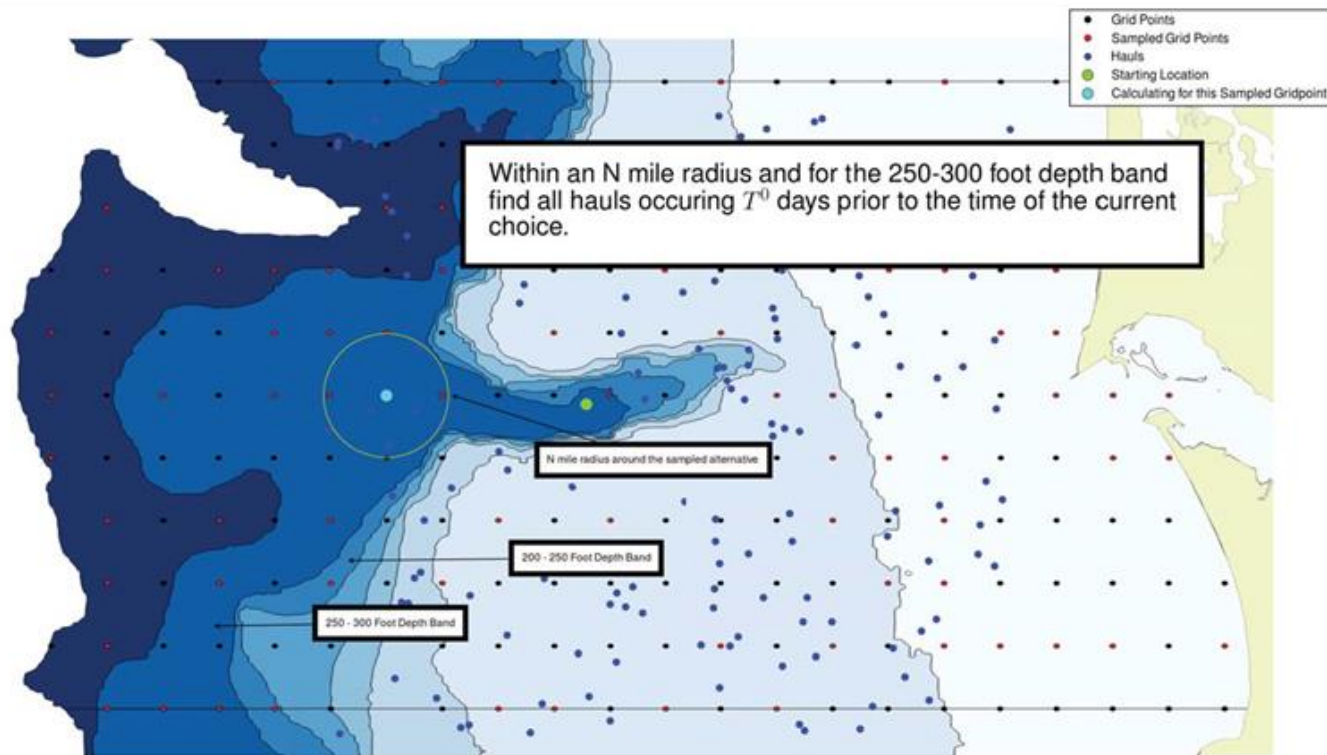 Grid Points
Sampled Grid Points
Hauls
Starting Location
Calculating for this Sampled Gridpoint
Within an N mile radius and for the 250-300 foot depth band
find all hauls occuring T⁰ days prior to the time of the current
choice.
N mile radius around the sampled alternative
200 - 250 Foot Depth Band
250 - 300 Foot Depth Band